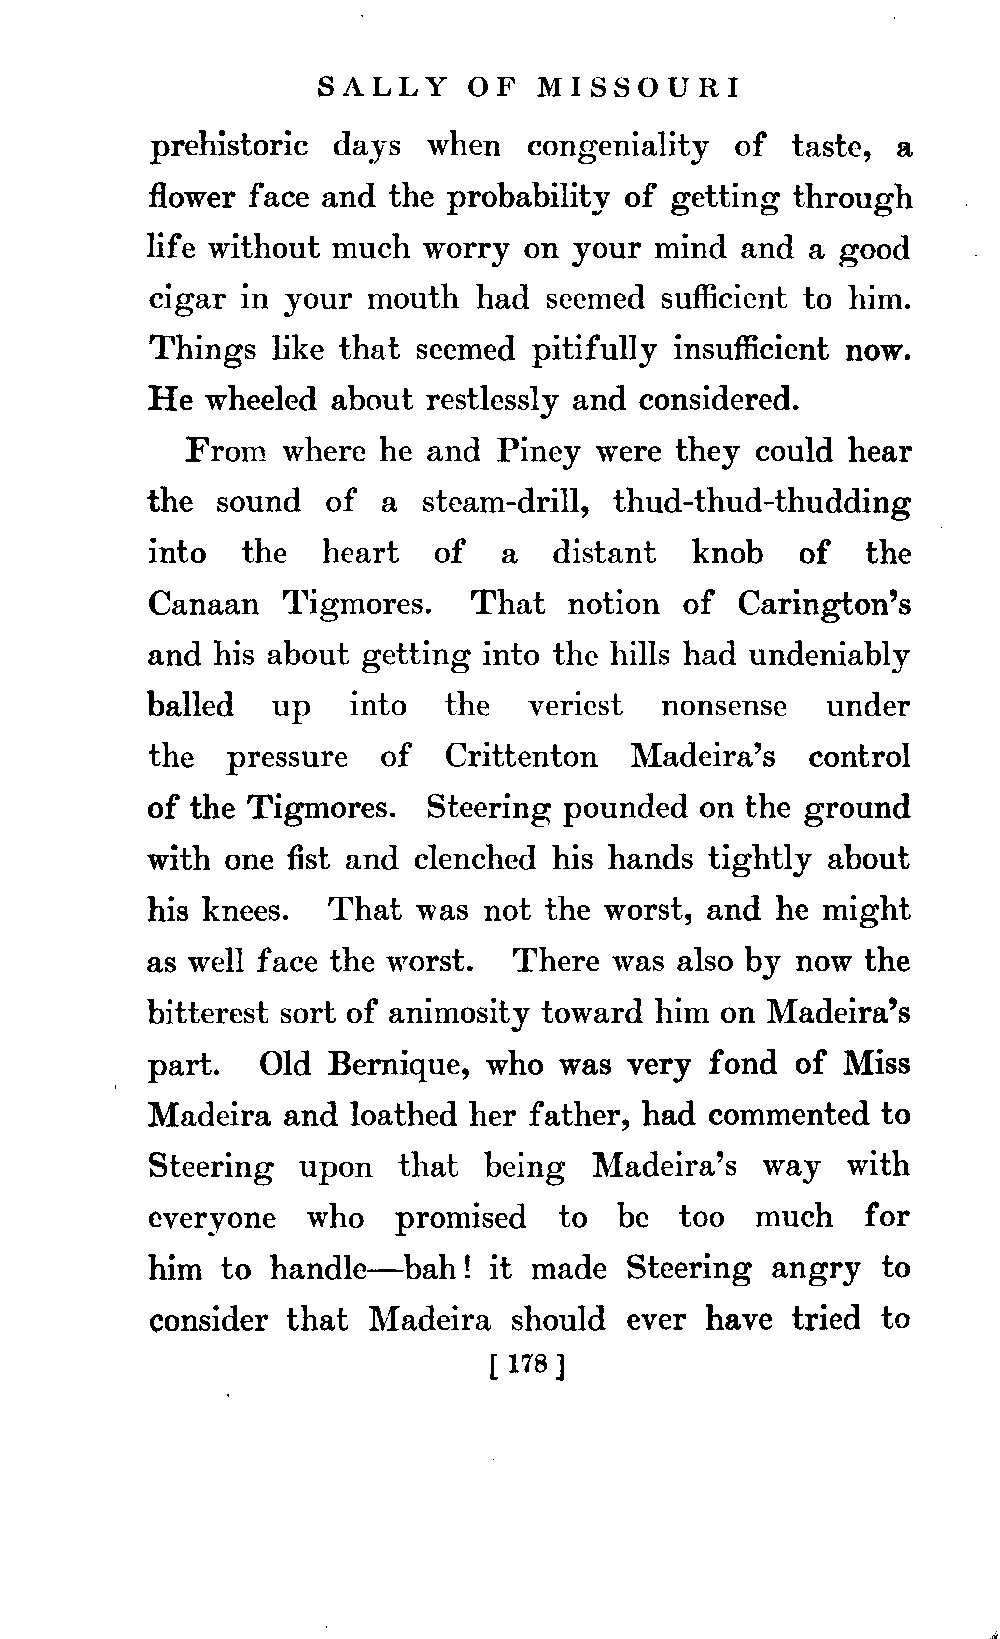 SALLY OF MISSOURI
prehistoric days when congeniality of taste, a
flower face and the probability of getting through
life without much worry on your mind and a good
cigar in your mouth had seemed sufficient to him.
Things like that seemed pitifully insufficient now.
He wheeled about restlessly and considered.
From where he and Piney were they could hear
the sound of a steam-drill, thud-thud-thudding
into the heart of a distant knob of the
Canaan Tigmores. That notion of Carington's
and his about getting into the hills had undeniably
balled up into the veriest nonsense under
the pressure of Crittenton Madeira's control
of the Tigmores. Steering pounded on the ground
with one fist and clenched his hands tightly about
his knees. That was not the worst, and he might
as well face the worst. There was also by now the
bitterest sort of animosity toward him on Madeira's
part. Old Bernique, who was very fond of Miss
Madeira and loathed her father, had commented to
Steering upon that being Madeira's way with
everyone who promised to be too much for
him to handle—bah! it made Steering angry to
consider that Madeira should ever have tried to
[ 178 ]